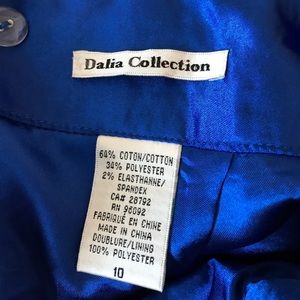 Dalia Collection
64% COTON/COTTON
34% POLYESTER
2% ELASTHANNE/
SPANDEX
CA# 28792
RN 96092
FABRIQUÉ EN CHINE
MADE IN CHINA
DOUBLURE/LINING
100% POLYESTER
10